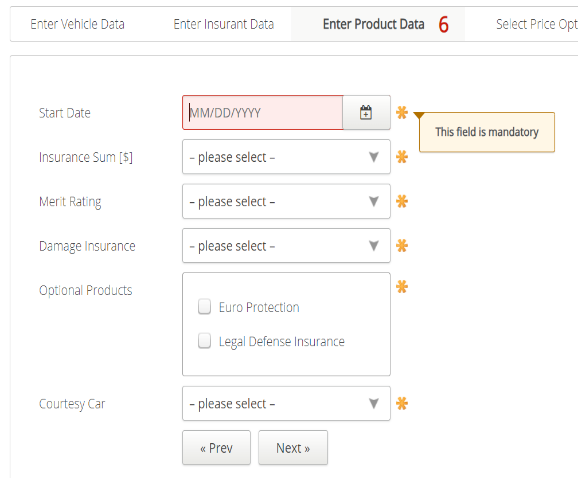 Enter Vehicle Data Enter Insurant Data Enter Product Data 6 Select Price Opt
Start Date MM/DD/YYYY
This field is mandatory
Insurance Sum [$] – please select –
Merit Rating – please select –
Damage Insurance – please select –
Optional Products
Euro Protection
Legal Defense Insurance
Courtesy Car – please select –
« Prev Next »